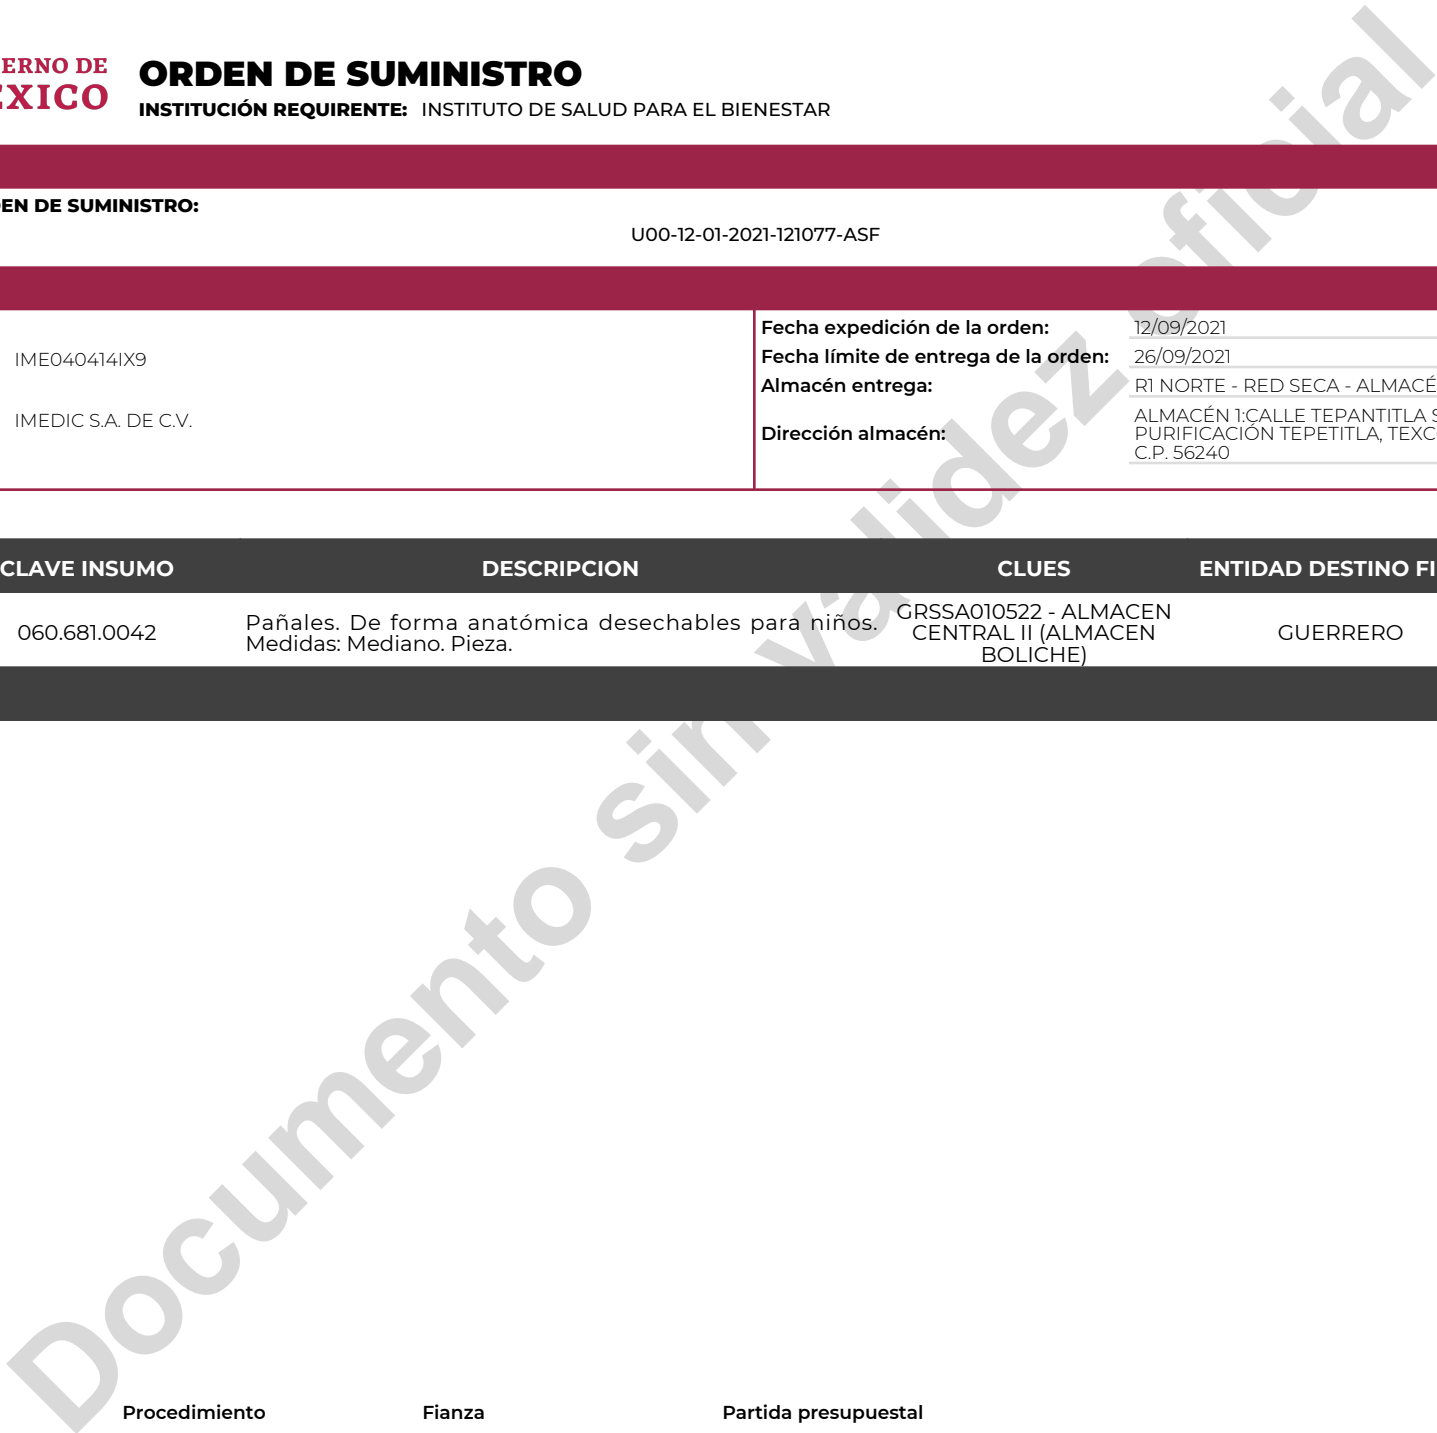 ERNO DE
ÉXICO
ORDEN DE SUMINISTRO
INSTITUCIÓN REQUIRENTE: INSTITUTO DE SALUD PARA EL BIENESTAR
EN DE SUMINISTRO:
U00-12-01-2021-121077-ASF
IME040414IX9
IMEDIC S.A. DE C.V.
Fecha expedición de la orden: 12/09/2021
Fecha límite de entrega de la orden: 26/09/2021
Almacén entrega: R1 NORTE - RED SECA - ALMACÉ
Dirección almacén: ALMACÉN 1:CALLE TEPANTITLA S
PURIFICACIÓN TEPETITLA, TEXC
C.P. 56240
CLAVE INSUMO DESCRIPCION CLUES ENTIDAD DESTINO FI
060.681.0042
Pañales. De forma anatómica desechables para niños.
Medidas: Mediano. Pieza.
GRSSA010522 - ALMACEN
CENTRAL II (ALMACEN
BOLICHE)
GUERRERO
Documento sin validez oficial
Procedimiento Fianza Partida presupuestal